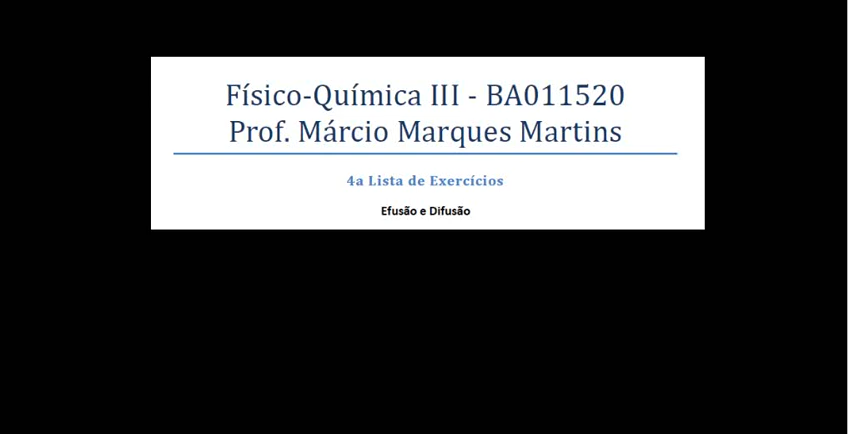 Físico-Química III - BA011520
Prof. Márcio Marques Martins
4a Lista de Exercícios
Efusão e Difusão